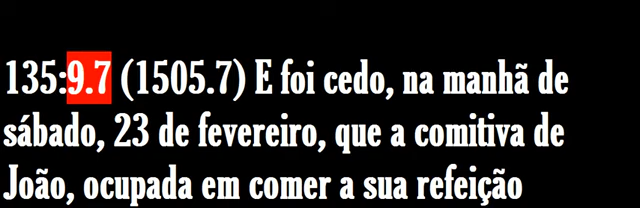 135:9.7 (1505.7) E foi cedo, na manhã de
sábado, 23 de fevereiro, que a comitiva de
João, ocupada em comer a sua refeição